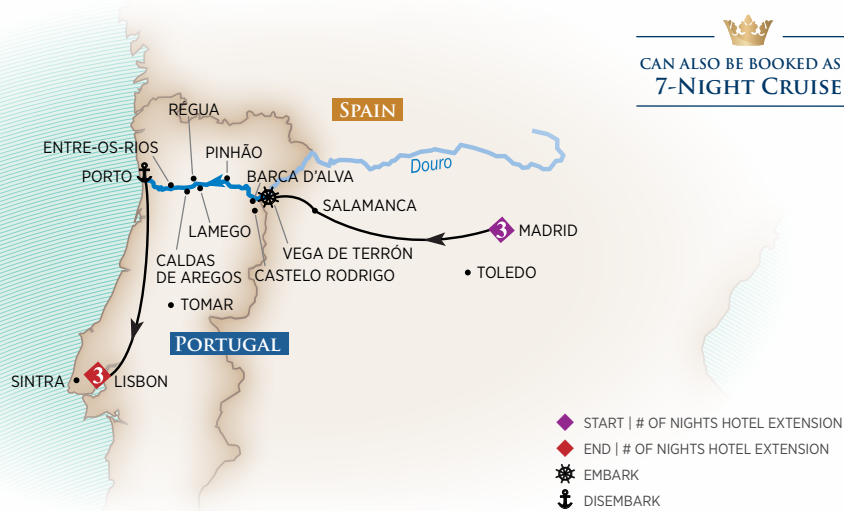 CAN ALSO BE BOOKED AS
7-NIGHT CRUISE
RÉGUA
SPAIN
ENTRE-OS-RIOS
PINHÃO
Douro
PORTO
BARCA D'ALVA
SALAMANCA
LAMEGO
3
MADRID
VEGA DE TERRÓN
CALDAS
DE AREGOS
CASTELO RODRIGO
TOLEDO
TOMAR
PORTUGAL
SINTRA
3
LISBON
START | # OF NIGHTS HOTEL EXTENSION
END | # OF NIGHTS HOTEL EXTENSION
EMBARK
DISEMBARK